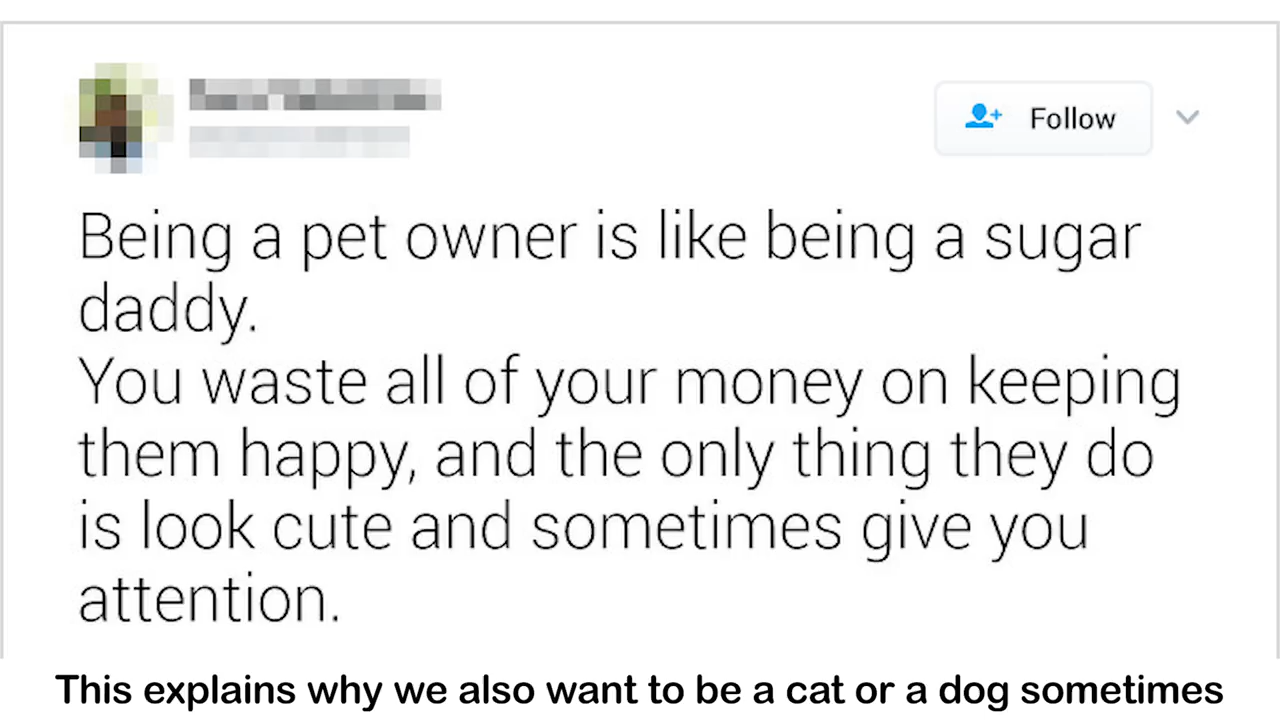 Follow
Being a pet owner is like being a sugar
daddy.
You waste all of your money on keeping
them happy, and the only thing they do
is look cute and sometimes give you
attention.
This explains why we also want to be a cat or a dog sometimes